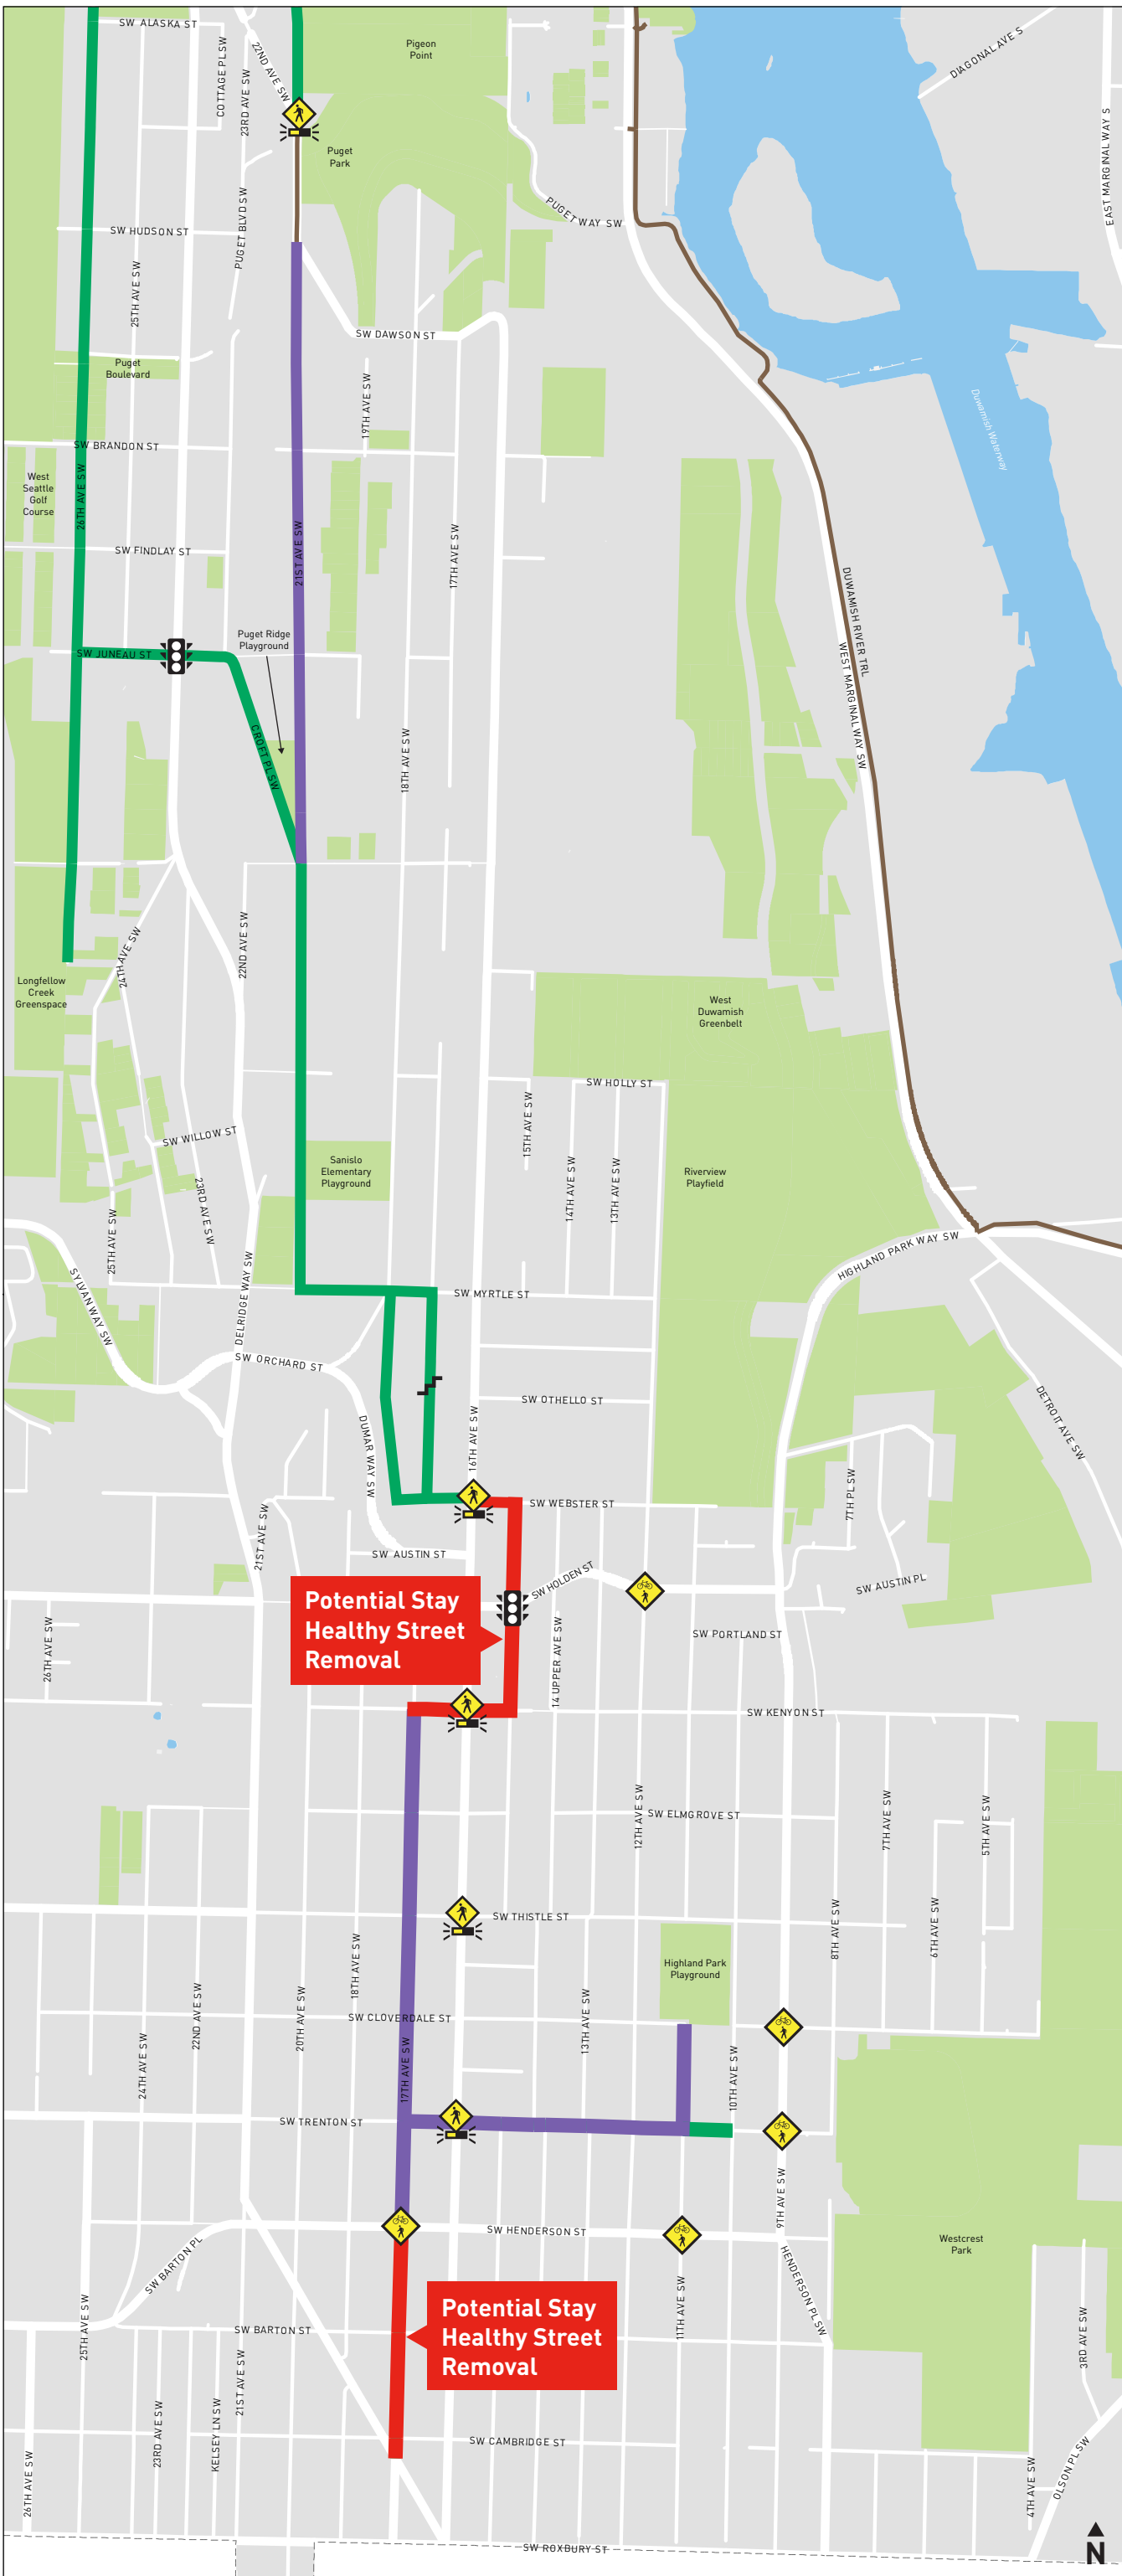 SW ALASKA ST
COTTAGE PL SW
23RD AVE SW
22ND AVE SW
Pigeon
Point
DIAGONAL AVE S
EAST MARGINAL WAY S
Puget
Park
PUGET BLVD SW
PUGET WAY SW
SW HUDSON ST
25TH AVE SW
SW DAWSON ST
Puget
Boulevard
19TH AVE SW
Duwamish Waterway
SW BRANDON ST
West
Seattle
Golf
Course
26TH AVE SW
21ST AVE SW
17TH AVE SW
SW FINDLAY ST
DUWAMISH RIVER TRL
WEST MARGINAL WAY SW
Puget Ridge
Playground
SW JUNEAU ST
CROFT PL SW
18TH AVE SW
24TH AVE SW
22ND AVE SW
Longfellow
Creek
Greenspace
West
Duwamish
Greenbelt
SW HOLLY ST
15TH AVE SW
SW WILLOW ST
Sanislo
Elementary
Playground
14TH AVE SW
13TH AVE SW
Riverview
Playfield
23RD AVE SW
25TH AVE SW
HIGHLAND PARK WAY SW
SYLVAN WAY SW
DELRIDGE WAY SW
SW MYRTLE ST
SW ORCHARD ST
SW OTHELLO ST
DETROIT AVE SW
DUMAR WAY SW
16TH AVE SW
7TH PL SW
SW WEBSTER ST
21ST AVE SW
SW AUSTIN ST
SW HOLDEN ST
SW AUSTIN PL
Potential Stay
Healthy Street
Removal
26TH AVE SW
14 UPPER AVE SW
SW PORTLAND ST
SW KENYON ST
12TH AVE SW
SW ELMGROVE ST
7TH AVE SW
5TH AVE SW
SW THISTLE ST
8TH AVE SW
6TH AVE SW
18TH AVE SW
Highland Park
Playground
22ND AVE SW
20TH AVE SW
SW CLOVERDALE ST
13TH AVE SW
24TH AVE SW
17TH AVE SW
10TH AVE SW
SW TRENTON ST
9TH AVE SW
SW HENDERSON ST
SW BARTON PL
Westcrest
Park
HENDERSON PL SW
25TH AVE SW
11TH AVE SW
3RD AVE SW
SW BARTON ST
Potential Stay
Healthy Street
Removal
21ST AVE SW
23RD AVE SW
KELSEY LN SW
SW CAMBRIDGE ST
26TH AVE SW
4TH AVE SW
OLSON PL SW
SW ROXBURY ST
N